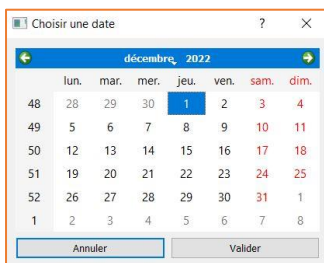 Choisir une date ? ×
décembre, 2022
lun. mar. mer. jeu. ven. sam. dim.
48 28 29 30 1 2 3 4
49 5 6 7 8 9 10 11
50 12 13 14 15 16 17 18
51 19 20 21 22 23 24 25
52 26 27 28 29 30 31 1
1 2 3 4 5 6 7 8
Annuler Valider